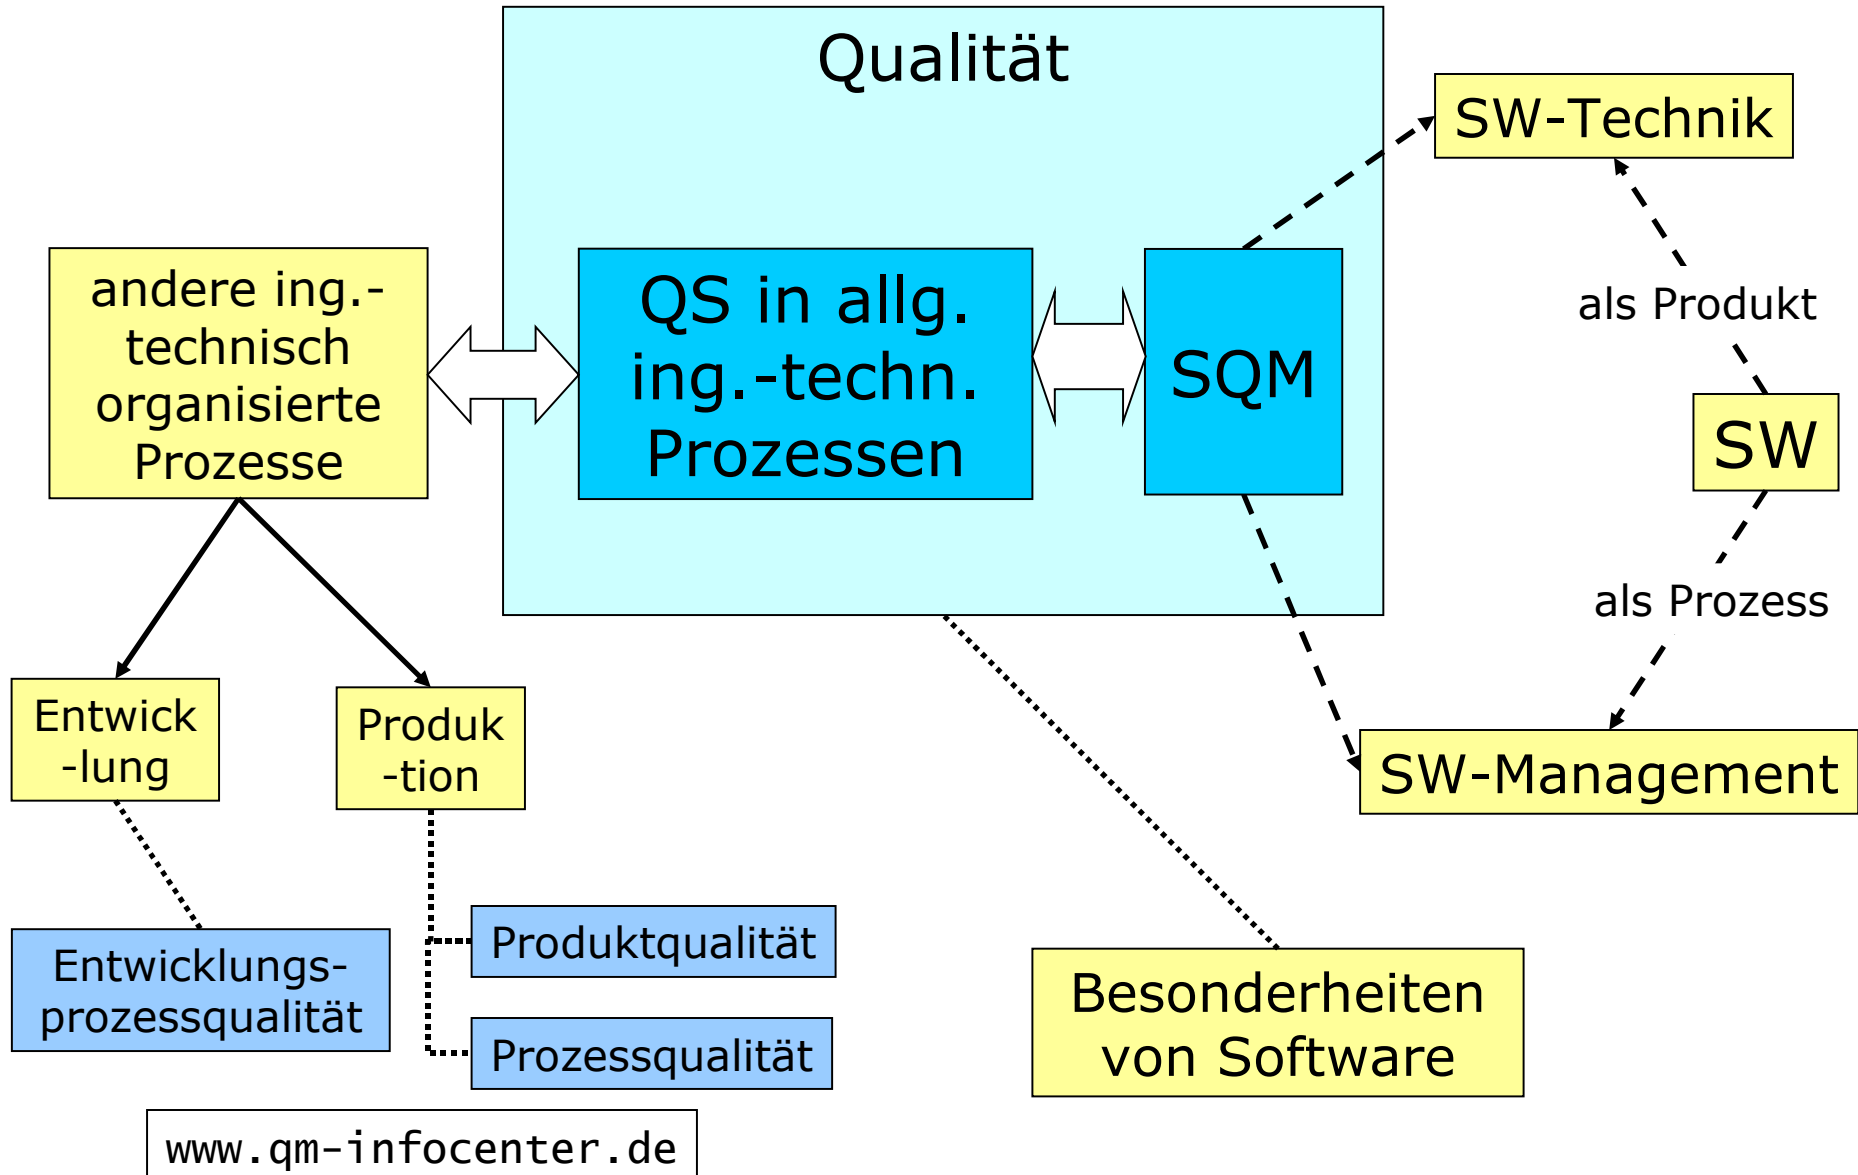 Qualität
SW-Technik
andere ing.-
technisch
organisierte
Prozesse
QS in allg.
ing.-techn.
Prozessen
SQM
als Produkt
SW
als Prozess
Entwick
-lung
Produk
-tion
SW-Management
Entwicklungs-
prozessqualität
Produktqualität
Prozessqualität
Besonderheiten
von Software
www.qm-infocenter.de